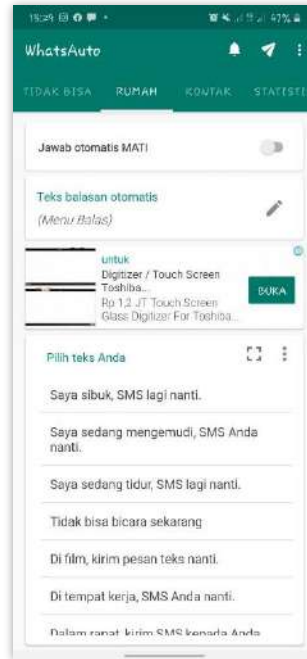 15:29
47%
WhatsAuto
TIDAK BISA RUMAH KONTAK STATISTI
Jawab otomatis MATI
Teks balasan otomatis
(Menu Balas)
untuk
Digitizer / Touch Screen
Toshiba...
Rp 1,2 JT Touch Screen
Glass Digitizer For Toshiba...
BUKA
Pilih teks Anda
Saya sibuk, SMS lagi nanti.
Saya sedang mengemudi, SMS Anda
nanti.
Saya sedang tidur, SMS lagi nanti.
Tidak bisa bicara sekarang
Di film, kirim pesan teks nanti.
Di tempat kerja, SMS Anda nanti.
Dalam rapat, kirim SMS kepada Anda